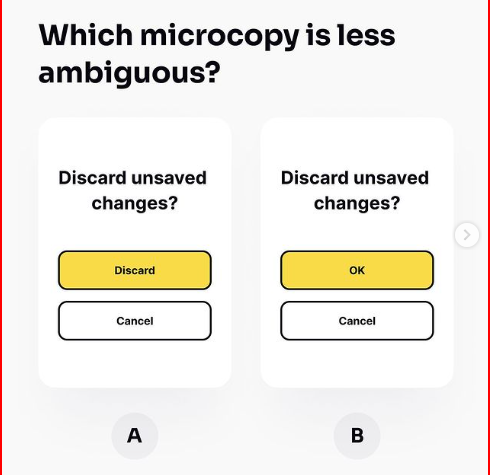 Which microcopy is less
ambiguous?
Discard unsaved
changes?
Discard
Cancel
A
Discard unsaved
changes?
OK
Cancel
B